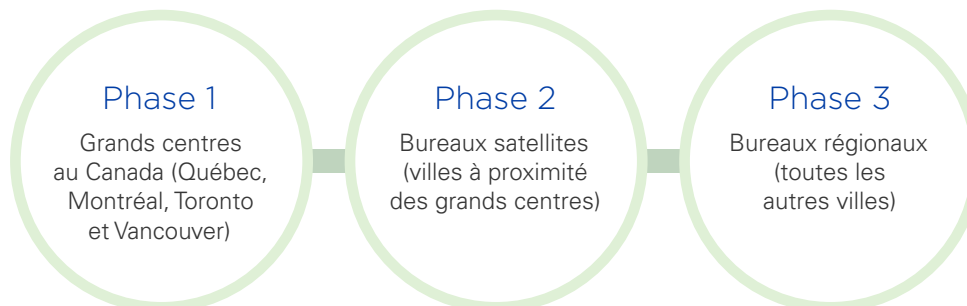 Phase 1
Grands centres
au Canada (Québec,
Montréal, Toronto
et Vancouver)
Phase 2
Bureaux satellites
(villes à proximité
des grands centres)
Phase 3
Bureaux régionaux
(toutes les
autres villes)